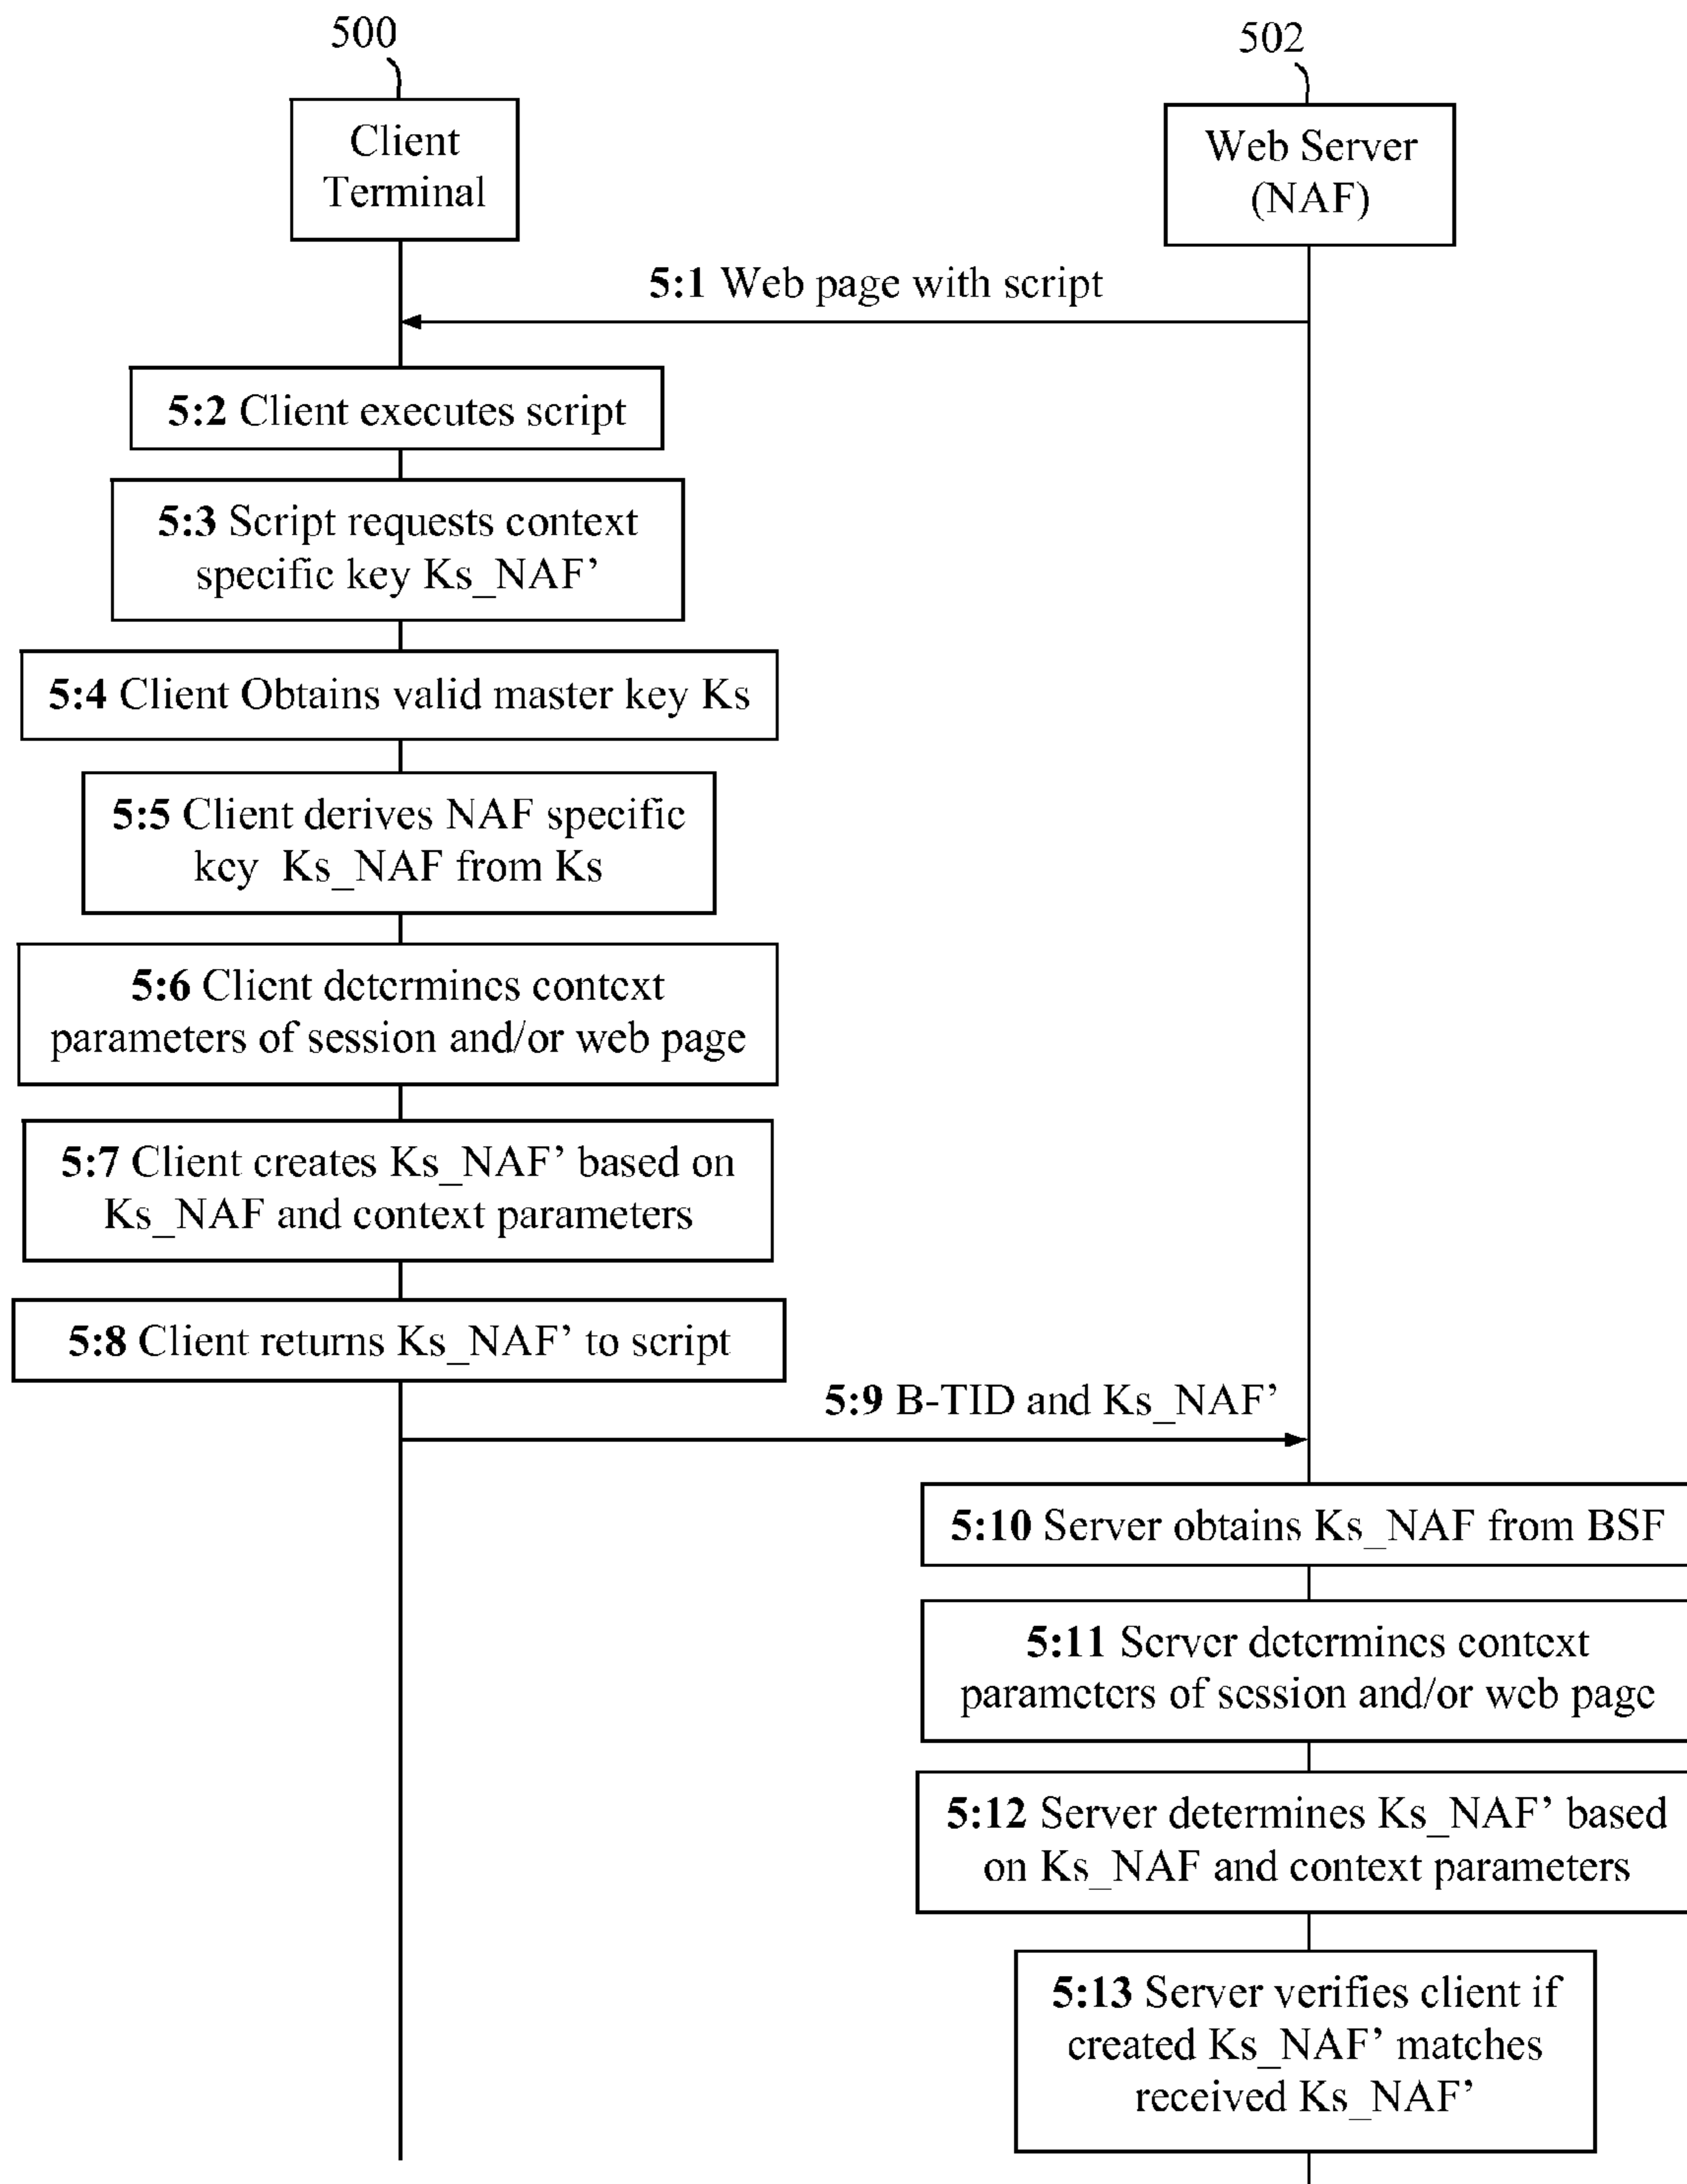 500
502
Client
Terminal
Web Server
(NAF)
5:1 Web page with script
5:2 Client executes script
5:3 Script requests context
specific key Ks_NAF’
5:4 Client Obtains valid master key Ks
5:5 Client derives NAF specific
key Ks_NAF from Ks
5:6 Client determines context
parameters of session and/or web page
5:7 Client creates Ks_NAF’ based on
Ks_NAF and context parameters
5:8 Client returns Ks_NAF’ to script
5:9 B-TID and Ks_NAF’
5:10 Server obtains Ks_NAF from BSF
5:11 Server determines context
parameters of session and/or web page
5:12 Server determines Ks_NAF’ based
on Ks_NAF and context parameters
5:13 Server verifies client if
created Ks_NAF’ matches
received Ks_NAF’